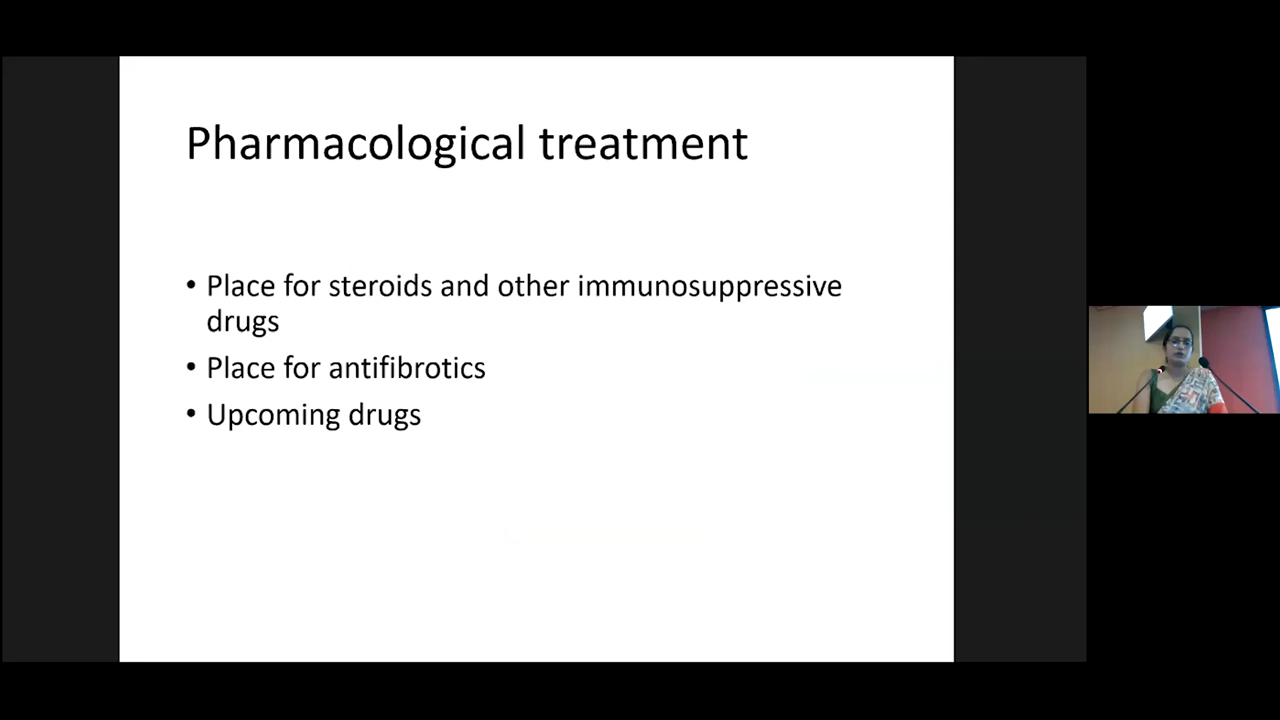 Pharmacological treatment
• Place for steroids and other immunosuppressive
drugs
• Place for antifibrotics
• Upcoming drugs